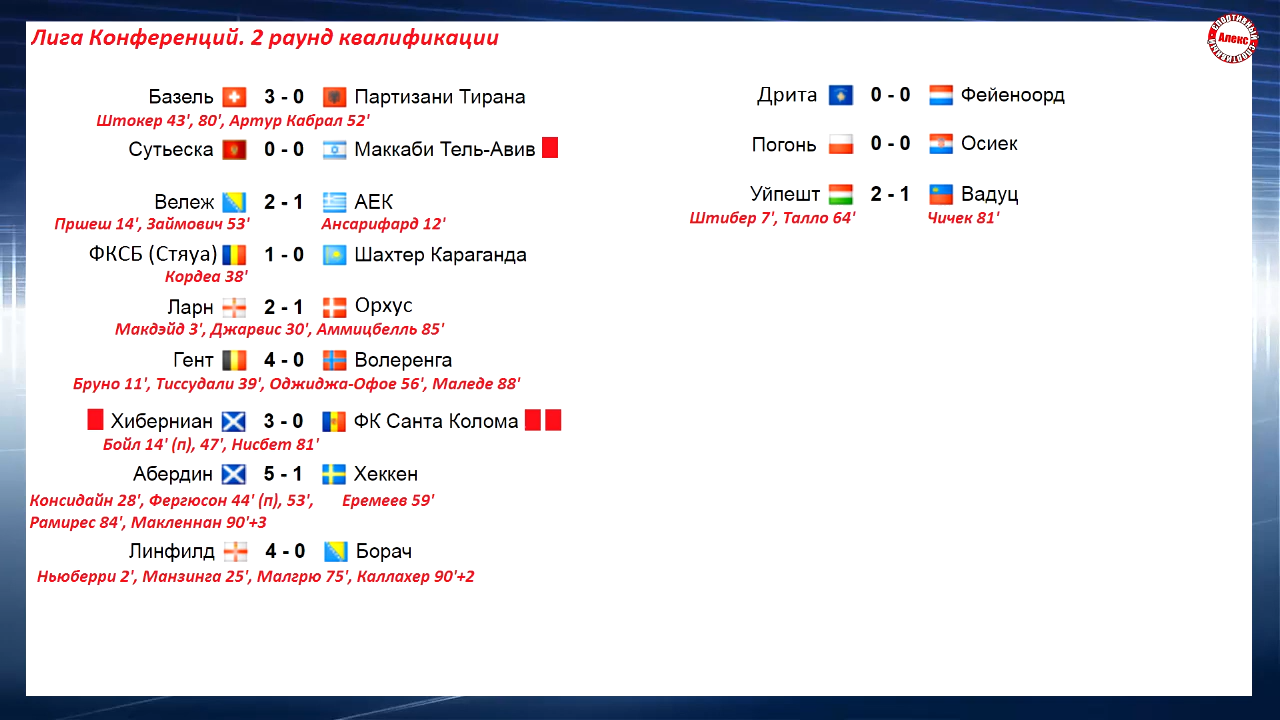 Лига Конференций. 2 раунд квалификации
СПОРТИВНЫЙ
Алекс
Базель 3 - 0 Партизани Тирана
Штокер 43', 80', Артур Кабрал 52'
Сутьеска 0 - 0 Маккаби Тель-Авив
Вележ 2 - 1 АЕК
Пршеш 14', Займович 53' Ансарифард 12'
ФКСБ (Стяуа) 1 - 0 Шахтер Караганда
Кордеа 38'
Ларн 2 - 1 Орхус
Макдэйд 3', Джарвис 30', Аммицбелль 85'
Гент 4 - 0 Волеренга
Бруно 11', Тиссудали 39', Оджиджа-Офое 56', Маледе 88'
Хиберниан 3 - 0 ФК Санта Колома
Бойл 14' (п), 47', Нисбет 81'
Абердин 5 - 1 Хеккен
Консидайн 28', Фергюсон 44' (п), 53', Еремеев 59'
Рамирес 84', Макленнан 90'+3
Линфилд 4 - 0 Борач
Ньюберри 2', Манзинга 25', Малгрю 75', Каллахер 90'+2
Дрита 0 - 0 Фейеноорд
Погонь 0 - 0 Осиек
Уйпешт 2 - 1 Вадуц
Штибер 7', Талло 64' Чичек 81'